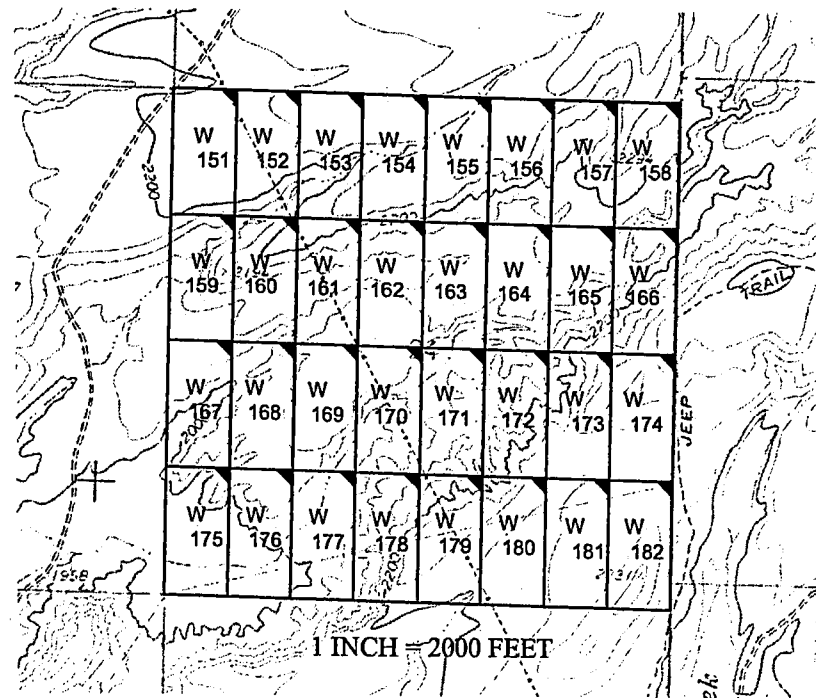 W 151 W 152 W 153 W 154 W 155 W 156 W 157 W 158
2200
W 159 W 160 W 161 W 162 W 163 W 164 W 165 W 166
TRAIL
W 167 W 168 W 169 W 170 W 171 W 172 W 173 W 174
JEEP
W 175 W 176 W 177 W 178 W 179 W 180 W 181 W 182
2200
1 INCH = 2000 FEET